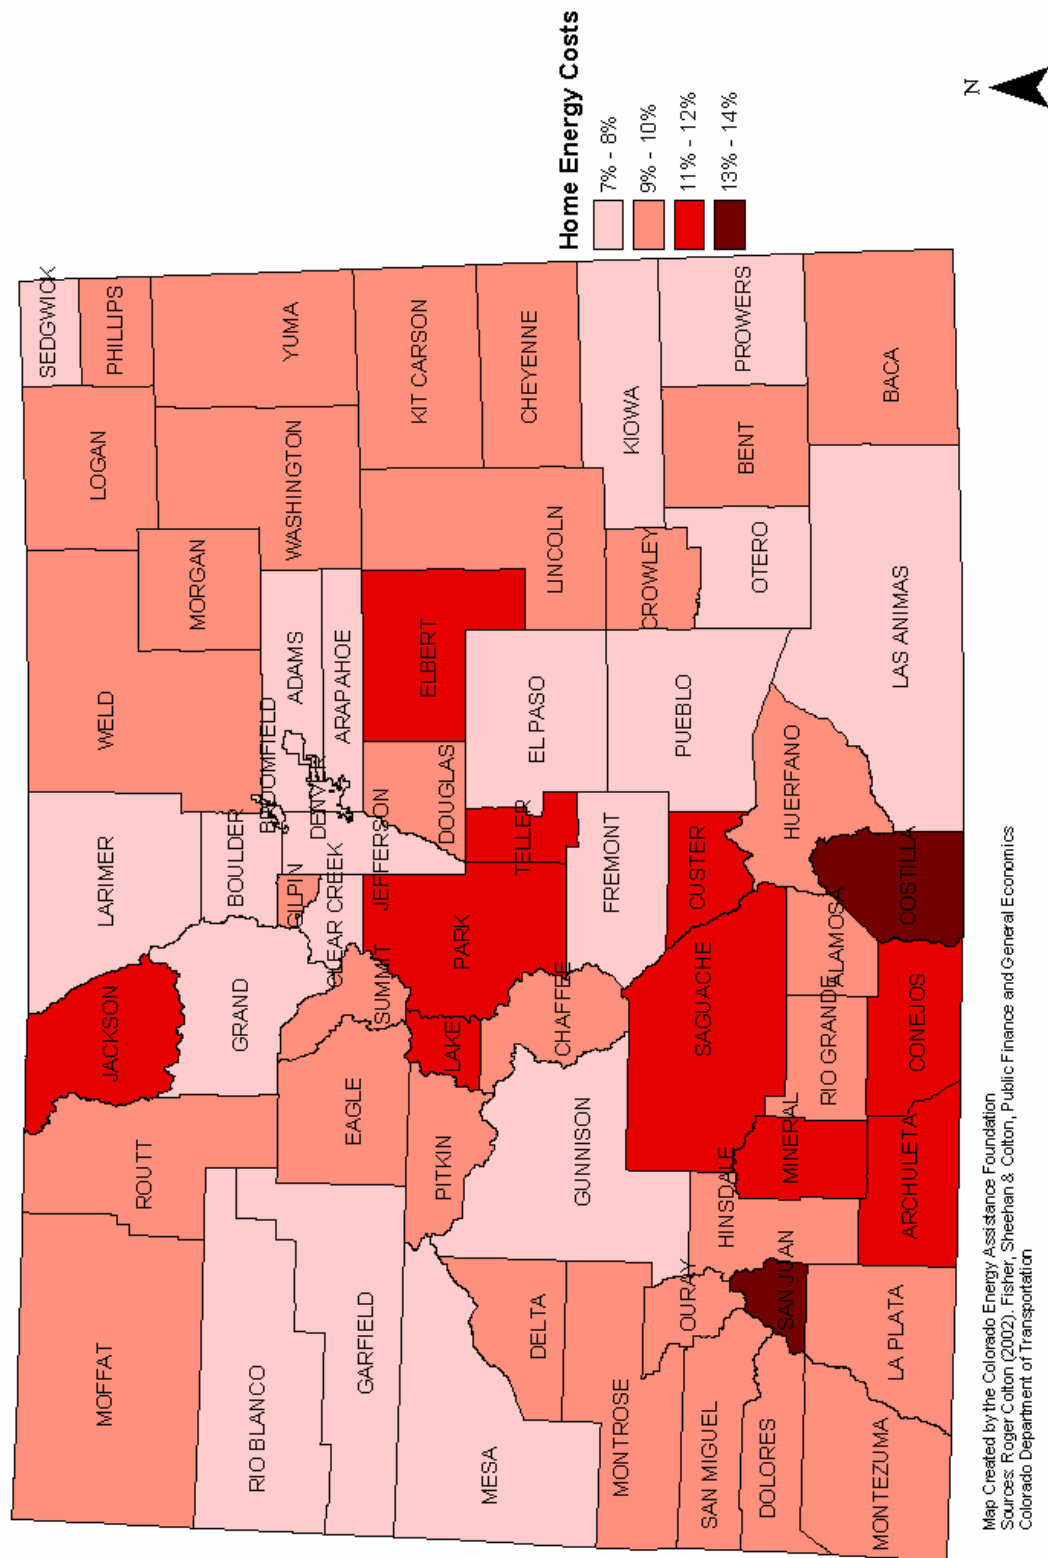 MOFFAT
ROUTT
JACKSON
LARIMER
WELD
LOGAN
SEDGWICK
PHILLIPS
MORGAN
WASHINGTON
YUMA
RIO BLANCO
GRAND
BOULDER
BROOMFIELD
ADAMS
GARFIELD
EAGLE
SUMMIT
GILPIN
CLEAR CREEK
JEFFERSON
DENVER
ARAPAHOE
MESA
PITKIN
LAKE
PARK
DOUGLAS
ELBERT
LINCOLN
KIT CARSON
DELTA
GUNNISON
CHAFFEE
TELLER
EL PASO
CHEYENNE
MONTROSE
OURAY
HINSDALE
SAGUACHE
FREMONT
CUSTER
PUEBLO
CROWLEY
KIOWA
SAN MIGUEL
DOLORES
SAN JUAN
MINERAL
RIO GRANDE
ALAMOSA
HUERFANO
OTERO
BENT
PROWERS
MONTEZUMA
LA PLATA
ARCHULETA
CONEJOS
COSTILLA
LAS ANIMAS
BACA
Home Energy Costs
7% - 8%
9% - 10%
11% - 12%
13% - 14%
N
Map Created by the Colorado Energy Assistance Foundation
Sources: Roger Colton (2002). Fisher, Sheehan & Colton, Public Finance and General Economics
Colorado Department of Transportation